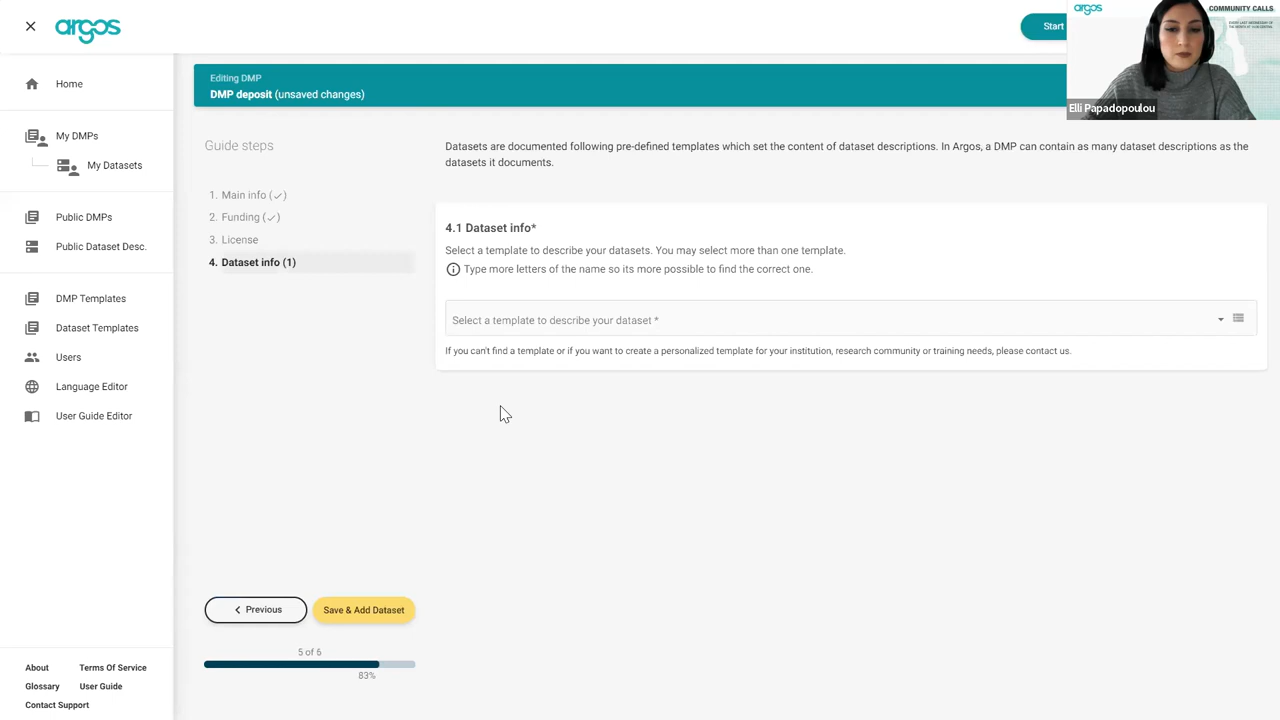 argos
Start
argos
COMMUNITY CALLS
Elli Papadopoulou
Home
My DMPs
My Datasets
Public DMPs
Public Dataset Desc.
DMP Templates
Dataset Templates
Users
Language Editor
User Guide Editor
About
Terms Of Service
Glossary
User Guide
Contact Support
Editing DMP
DMP deposit (unsaved changes)
Guide steps
1. Main info (✓)
2. Funding (✓)
3. License
4. Dataset info (1)
Previous
Save & Add Dataset
5 of 6
83%
Datasets are documented following pre-defined templates which set the content of dataset descriptions. In Argos, a DMP can contain as many dataset descriptions as the
datasets it documents.
4.1 Dataset info*
Select a template to describe your datasets. You may select more than one template.
Type more letters of the name so its more possible to find the correct one.
Select a template to describe your dataset *
If you can't find a template or if you want to create a personalized template for your institution, research community or training needs, please contact us.